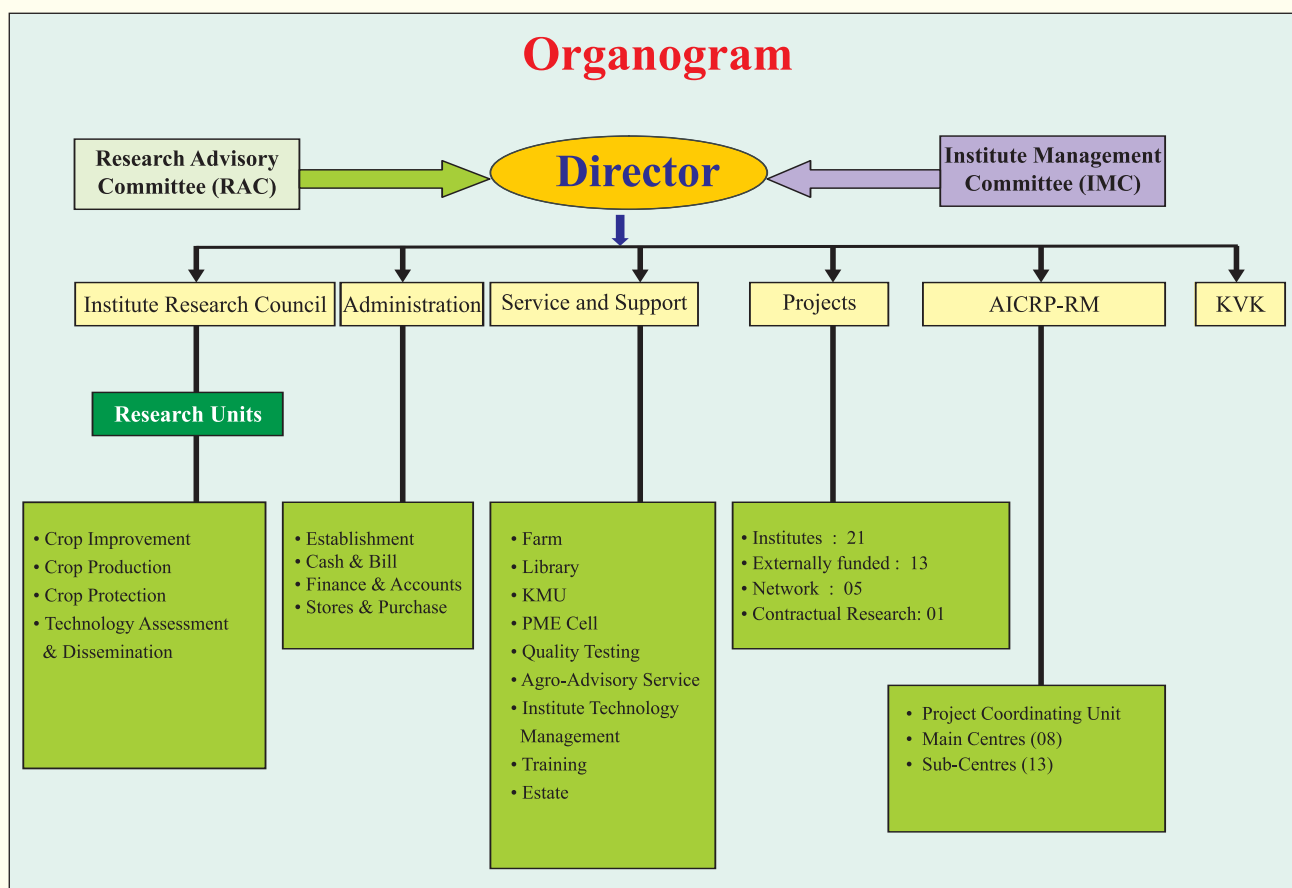 Organogram
Research Advisory
Committee (RAC)
Director
Institute Management
Committee (IMC)
Institute Research Council
Administration
Service and Support
Projects
AICRP-RM
KVK
Research Units
• Crop Improvement
• Crop Production
• Crop Protection
• Technology Assessment
& Dissemination
• Establishment
• Cash & Bill
• Finance & Accounts
• Stores & Purchase
• Farm
• Library
• KMU
• PME Cell
• Quality Testing
• Agro-Advisory Service
• Institute Technology
Management
• Training
• Estate
• Institutes : 21
• Externally funded : 13
• Network : 05
• Contractual Research: 01
• Project Coordinating Unit
• Main Centres (08)
• Sub-Centres (13)